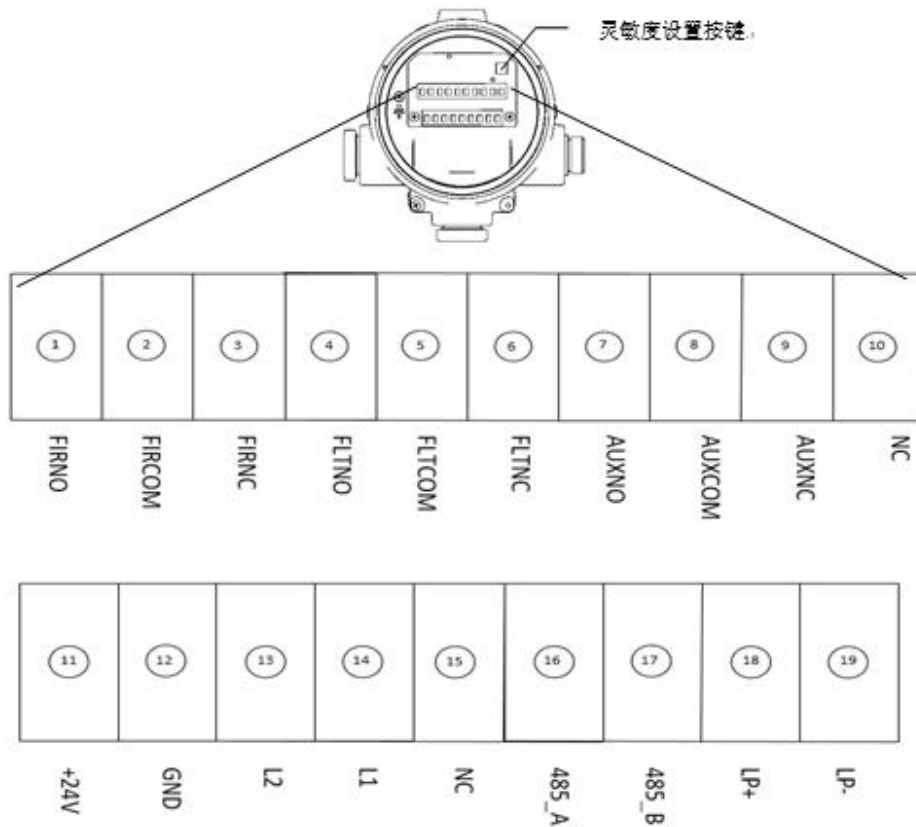 灵敏度设置按键.
1 2 3 4 5 6 7 8 9 10
FIRNO FIRCOM FIRNC FLTNO FLTCOM FLTNC AUXNO AUXCOM AUXNC NC
11 12 13 14 15 16 17 18 19
+24V GND L2 L1 NC 485_A 485_B LP+ LP-